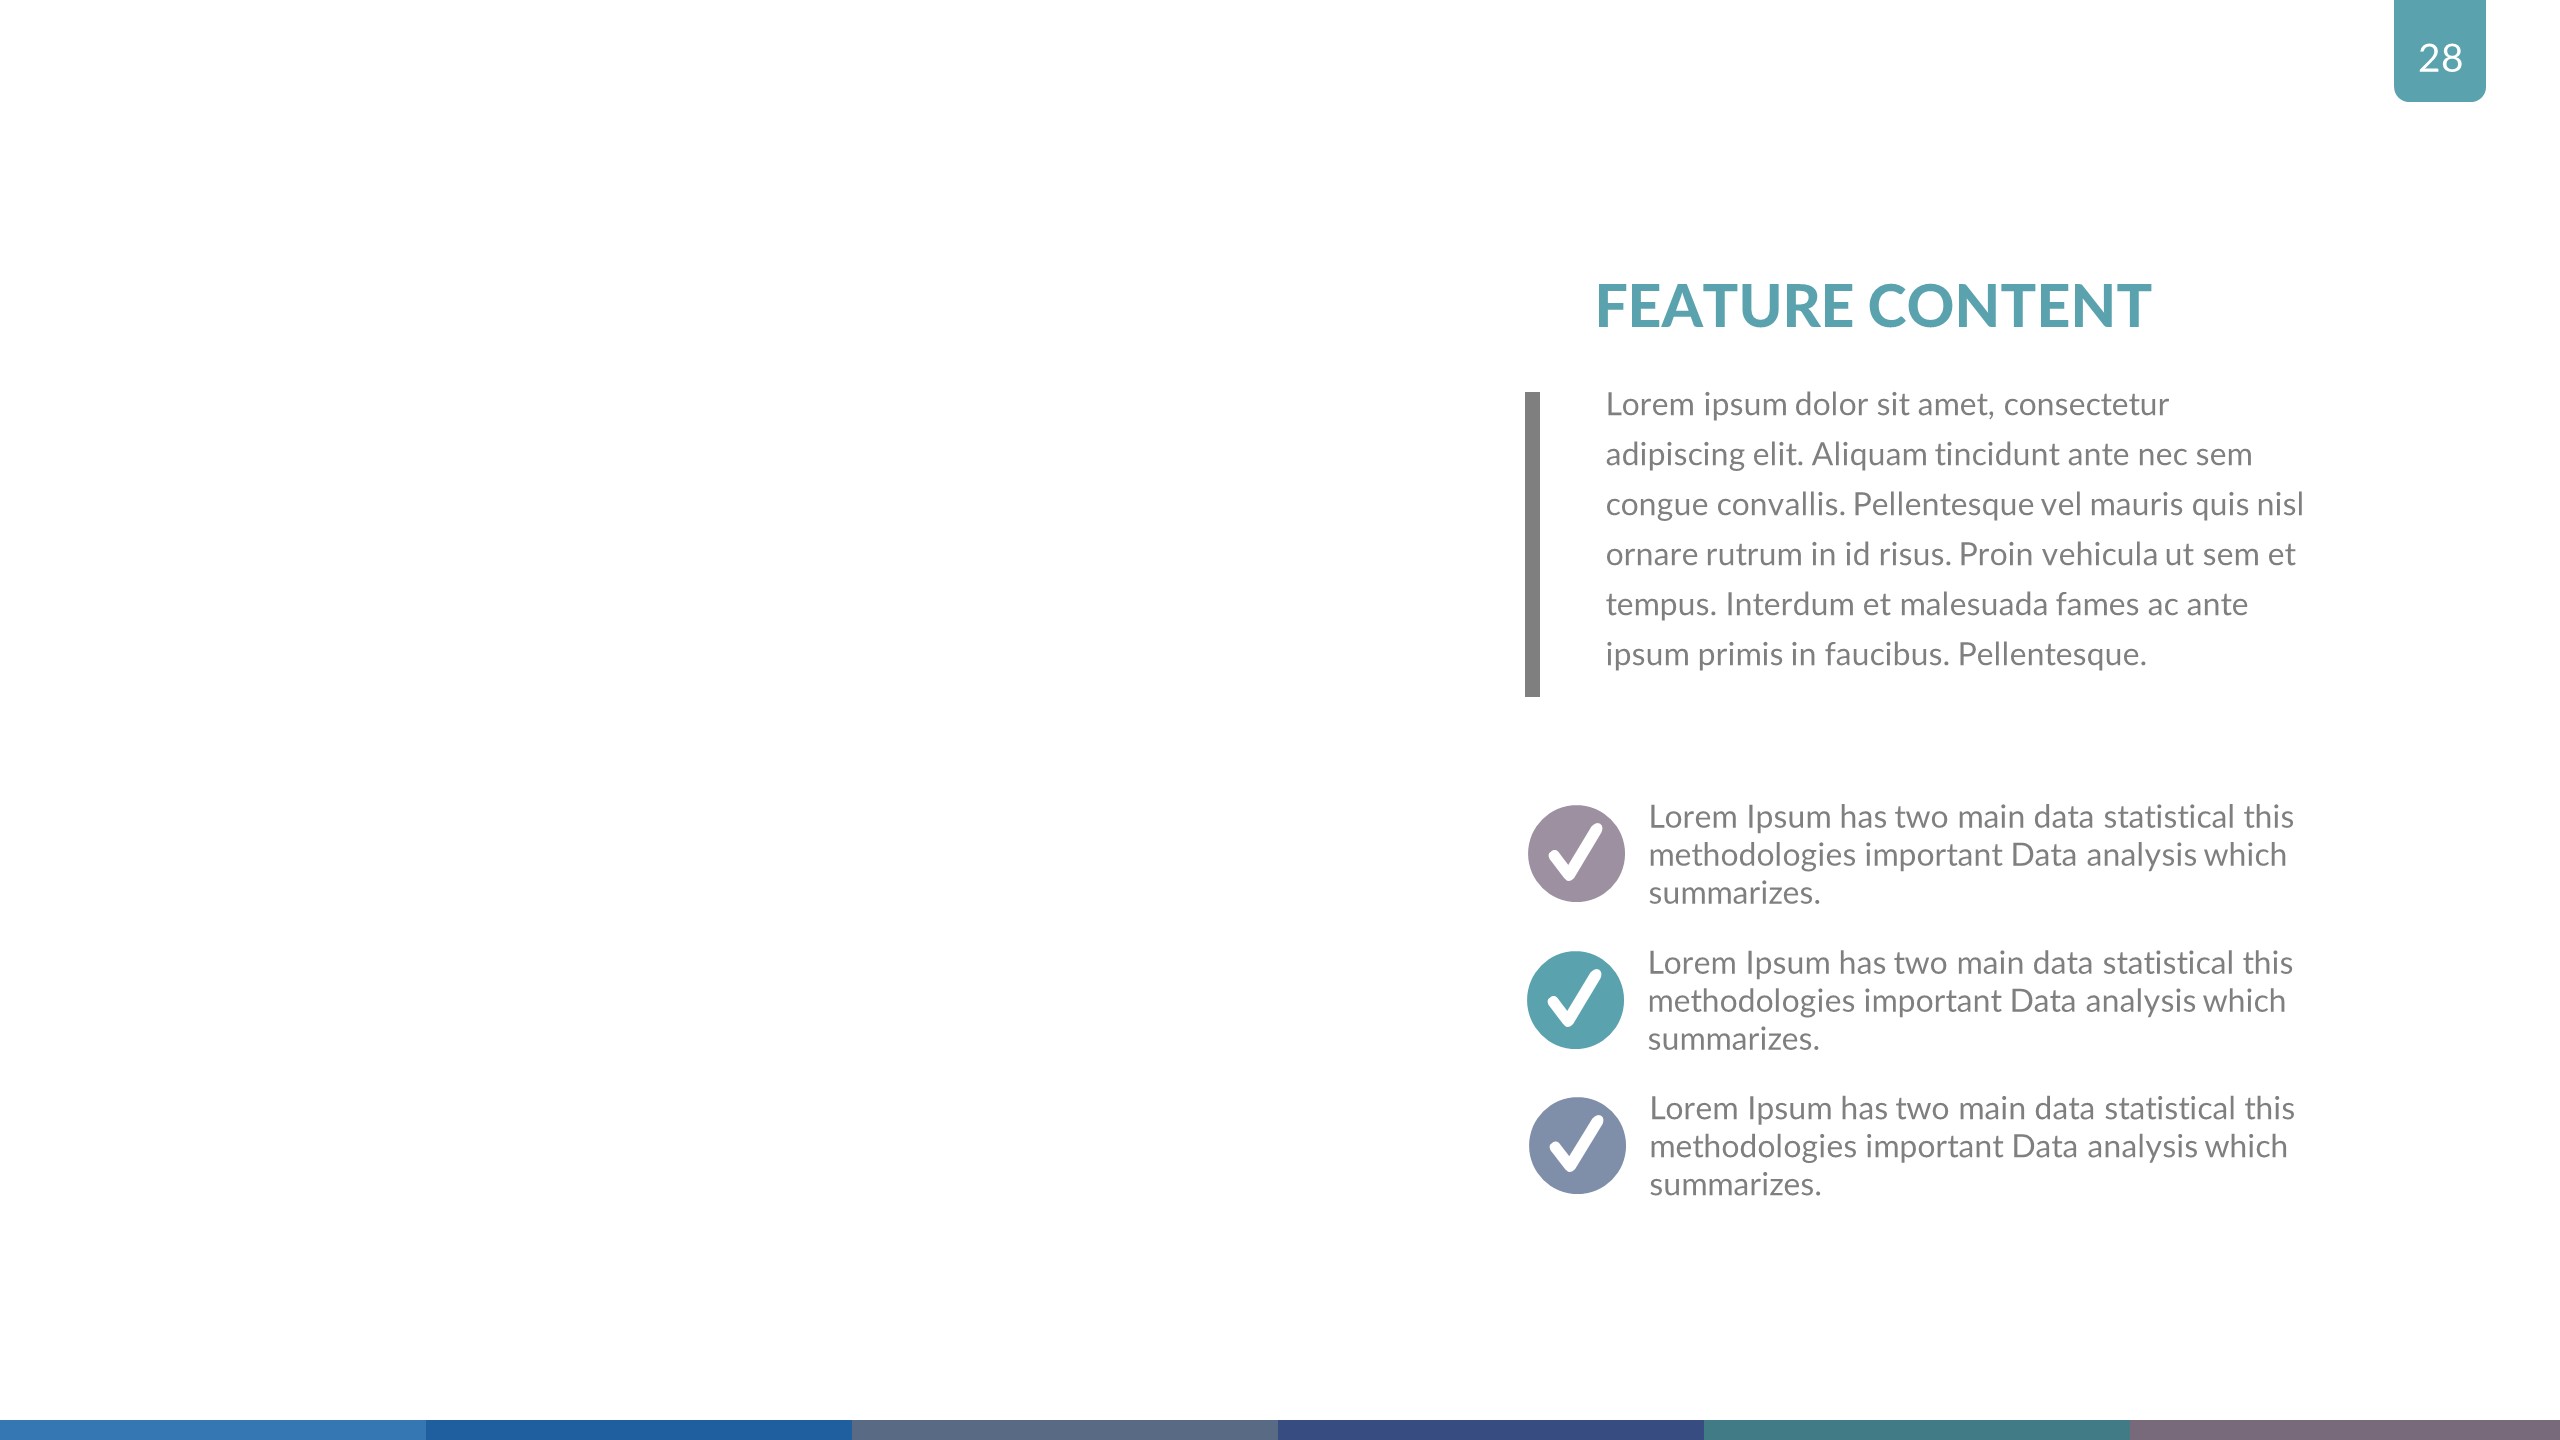 28
FEATURE CONTENT
Lorem ipsum dolor sit amet, consectetur
adipiscing elit. Aliquam tincidunt ante nec sem
congue convallis. Pellentesque vel mauris quis nisl
ornare rutrum in id risus. Proin vehicula ut sem et
tempus. Interdum et malesuada fames ac ante
ipsum primis in faucibus. Pellentesque.
Lorem Ipsum has two main data statistical this
methodologies important Data analysis which
summarizes.
Lorem Ipsum has two main data statistical this
methodologies important Data analysis which
summarizes.
Lorem Ipsum has two main data statistical this
methodologies important Data analysis which
summarizes.